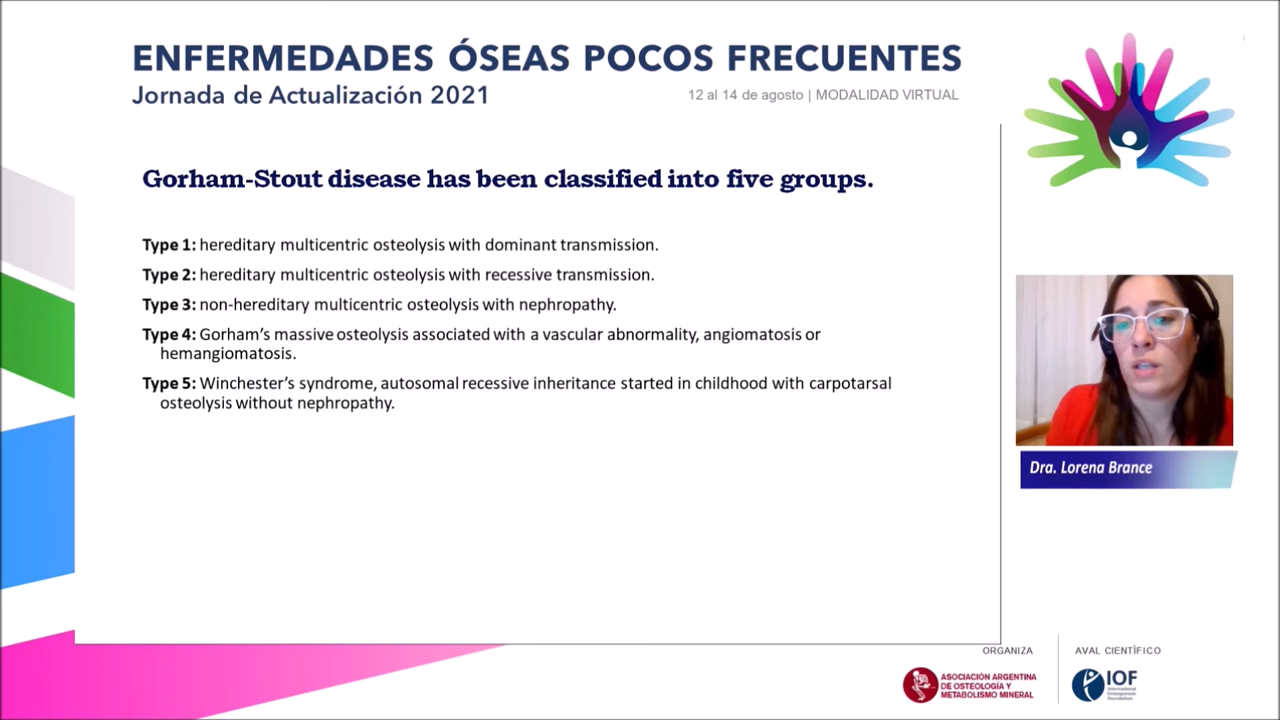 ENFERMEDADES ÓSEAS POCOS FRECUENTES
Jornada de Actualización 2021
12 al 14 de agosto | MODALIDAD VIRTUAL
Gorham-Stout disease has been classified into five groups.
Type 1: hereditary multicentric osteolysis with dominant transmission.
Type 2: hereditary multicentric osteolysis with recessive transmission.
Type 3: non-hereditary multicentric osteolysis with nephropathy.
Type 4: Gorham’s massive osteolysis associated with a vascular abnormality, angiomatosis or
hemangiomatosis.
Type 5: Winchester’s syndrome, autosomal recessive inheritance started in childhood with carpotarsal
osteolysis without nephropathy.
Dra. Lorena Brance
ORGANIZA
ASOCIACIÓN ARGENTINA
DE OSTEOLOGÍA Y
METABOLISMO MINERAL
AVAL CIENTÍFICO
IOF
International
Osteoporosis
Foundation